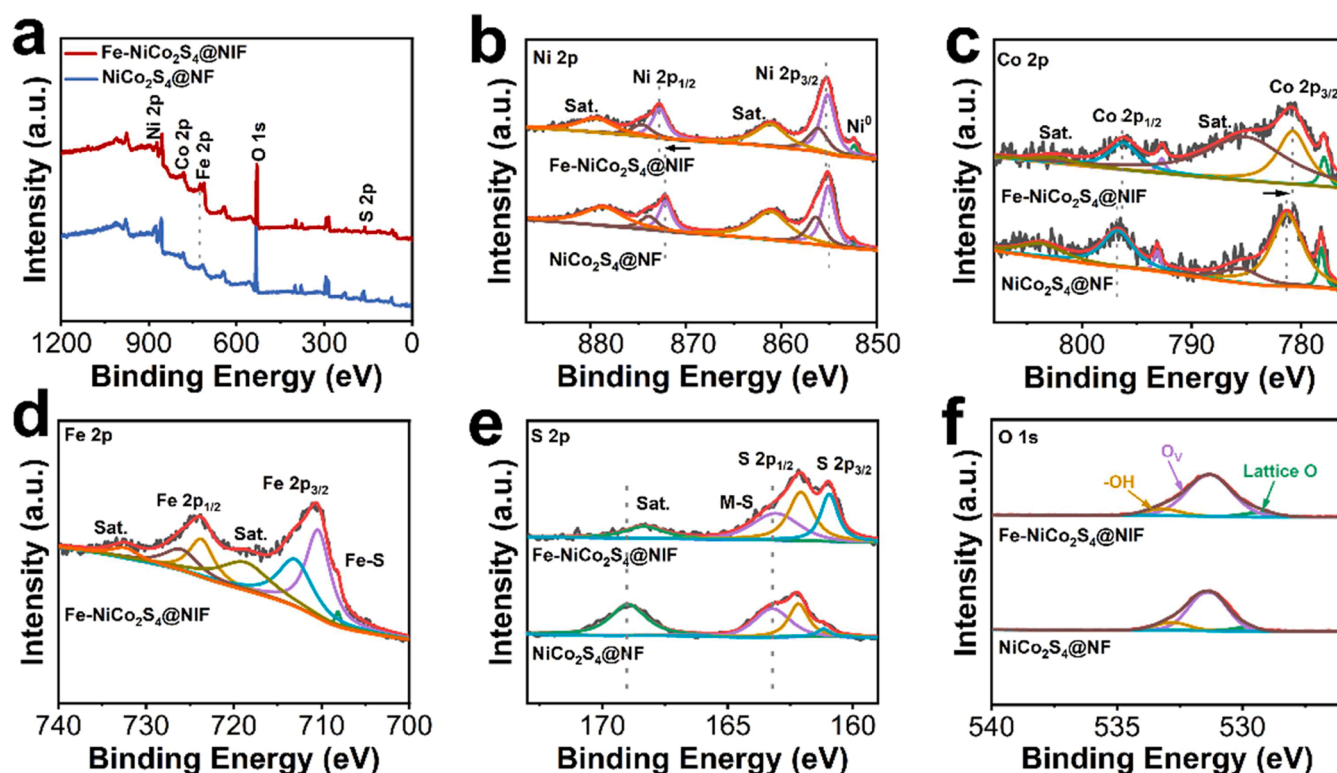 a
Fe-NiCo₂S₄@NIF
NiCo₂S₄@NF
Ni 2p
Co 2p
Fe 2p
O 1s
S 2p
Intensity (a.u.)
1200 900 600 300 0
Binding Energy (eV)
b
Ni 2p
Ni 2p₁/₂
Ni 2p₃/₂
Sat.
Sat.
Ni⁰
Fe-NiCo₂S₄@NIF
NiCo₂S₄@NF
Intensity (a.u.)
880 870 860 850
Binding Energy (eV)
c
Co 2p
Co 2p₃/₂
Sat.
Co 2p₁/₂
Sat.
Fe-NiCo₂S₄@NIF
NiCo₂S₄@NF
Intensity (a.u.)
800 790 780
Binding Energy (eV)
d
Fe 2p
Fe 2p₃/₂
Fe 2p₁/₂
Sat.
Sat.
Fe-S
Fe-NiCo₂S₄@NIF
Intensity (a.u.)
740 730 720 710 700
Binding Energy (eV)
e
S 2p
S 2p₁/₂ S 2p₃/₂
M-S
Sat.
Fe-NiCo₂S₄@NIF
NiCo₂S₄@NF
Intensity (a.u.)
170 165 160
Binding Energy (eV)
f
O 1s
Oᵥ
-OH
Lattice O
Fe-NiCo₂S₄@NIF
NiCo₂S₄@NF
Intensity (a.u.)
540 535 530
Binding Energy (eV)